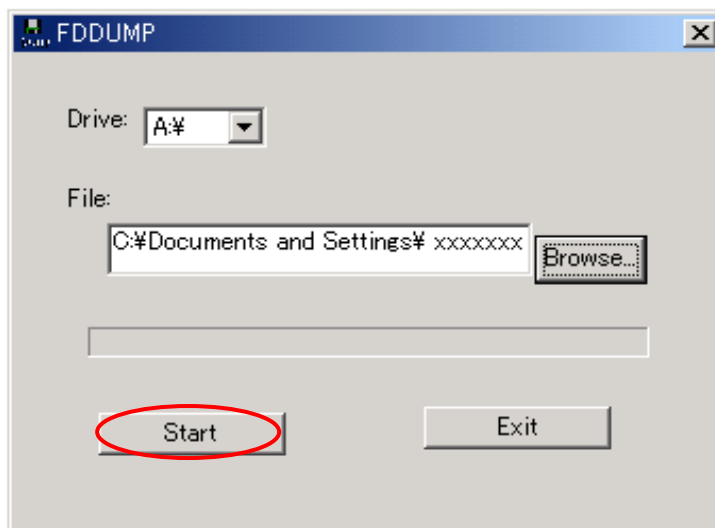 FDDUMP
Drive: A:¥
File:
C:¥Documents and Settings¥ xxxxxxx
Browse...
Start
Exit